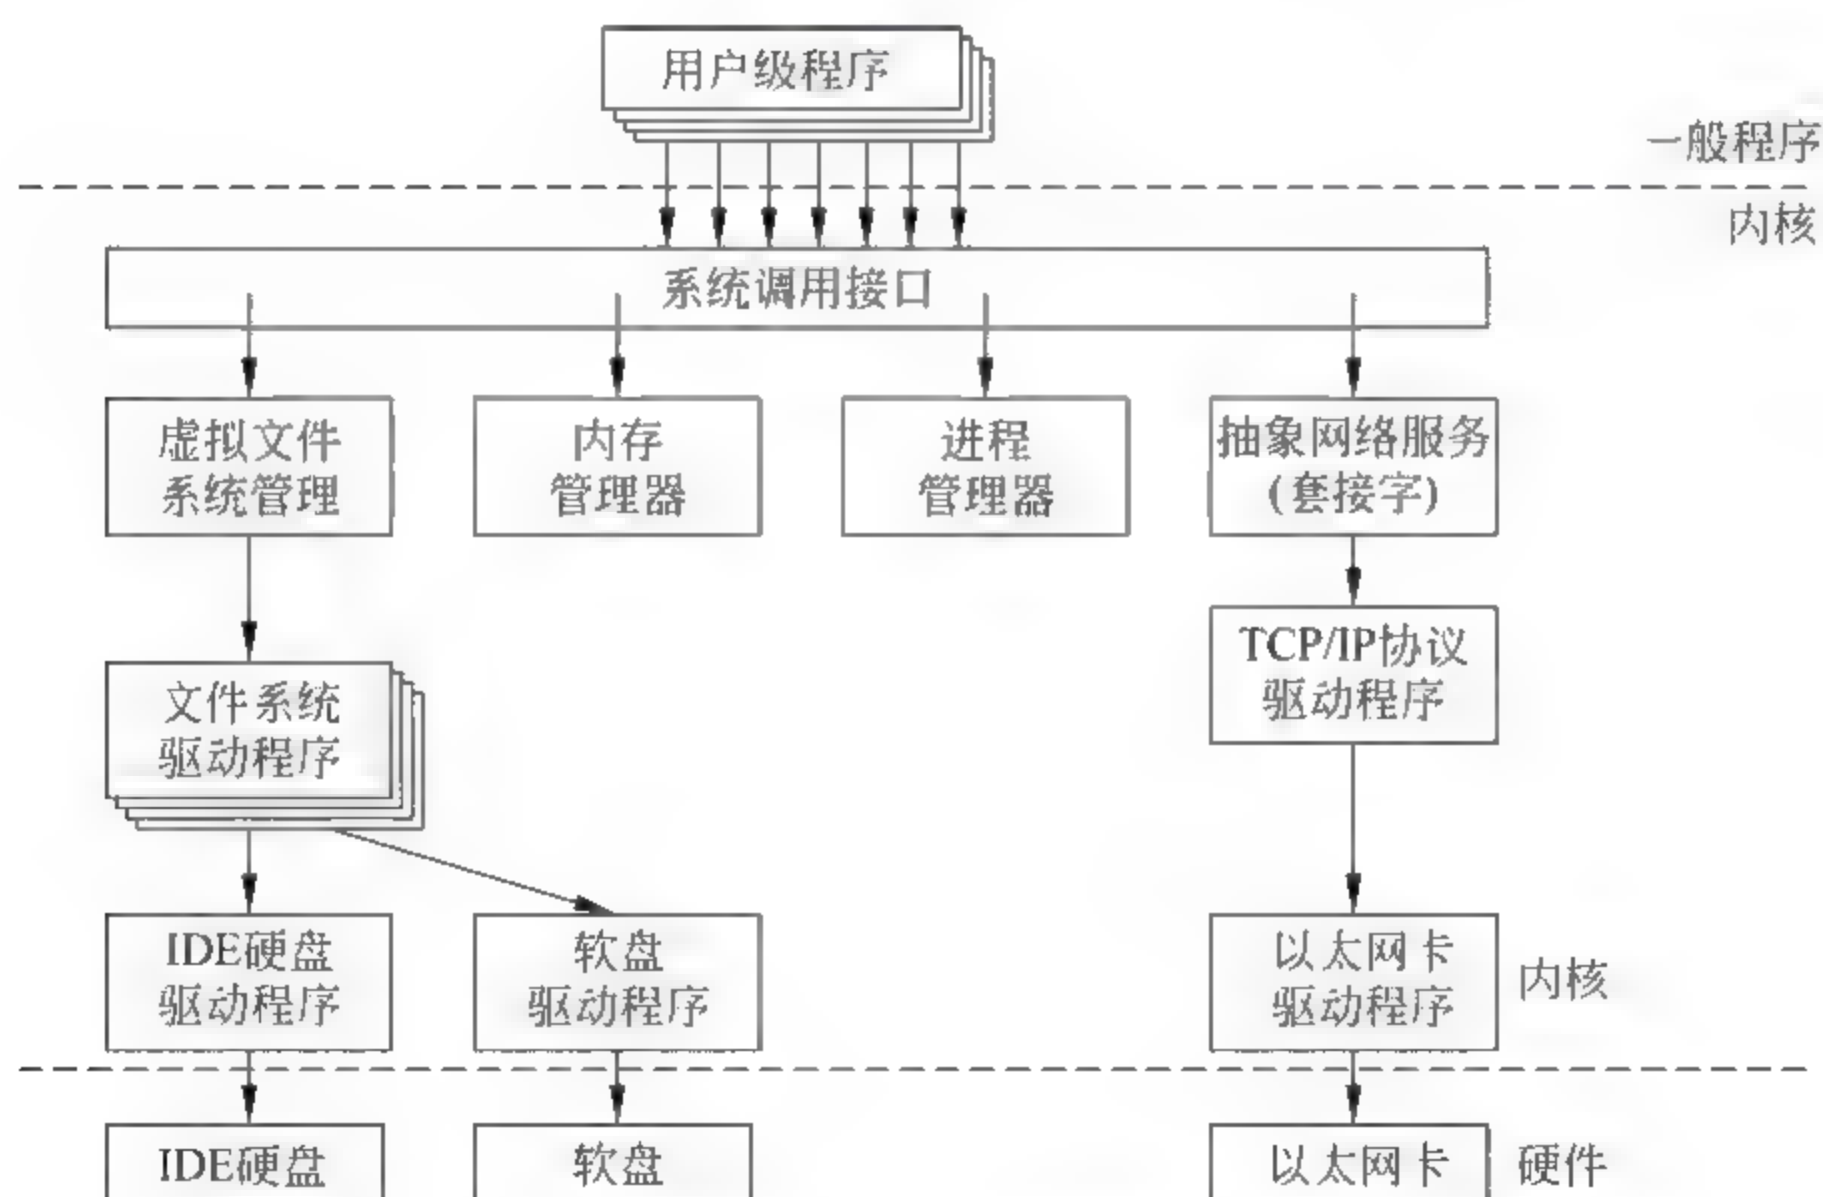 用户级程序
一般程序
内核
系统调用接口
虚拟文件
系统管理
内存
管理器
进程
管理器
抽象网络服务
(套接字)
TCP/IP协议
驱动程序
文件系统
驱动程序
IDE硬盘
驱动程序
软盘
驱动程序
以太网卡
驱动程序
内核
IDE硬盘
软盘
以太网卡
硬件